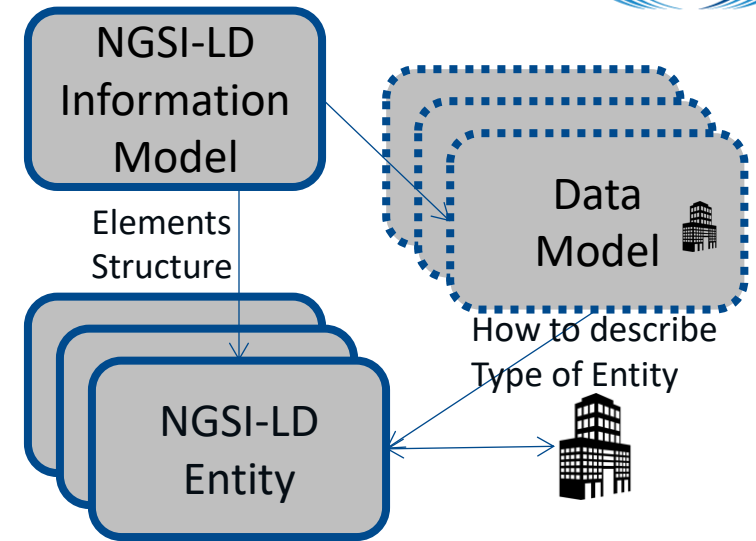 NGSI-LD
Information
Model
Data
Model
Elements
Structure
How to describe
Type of Entity
NGSI-LD
Entity